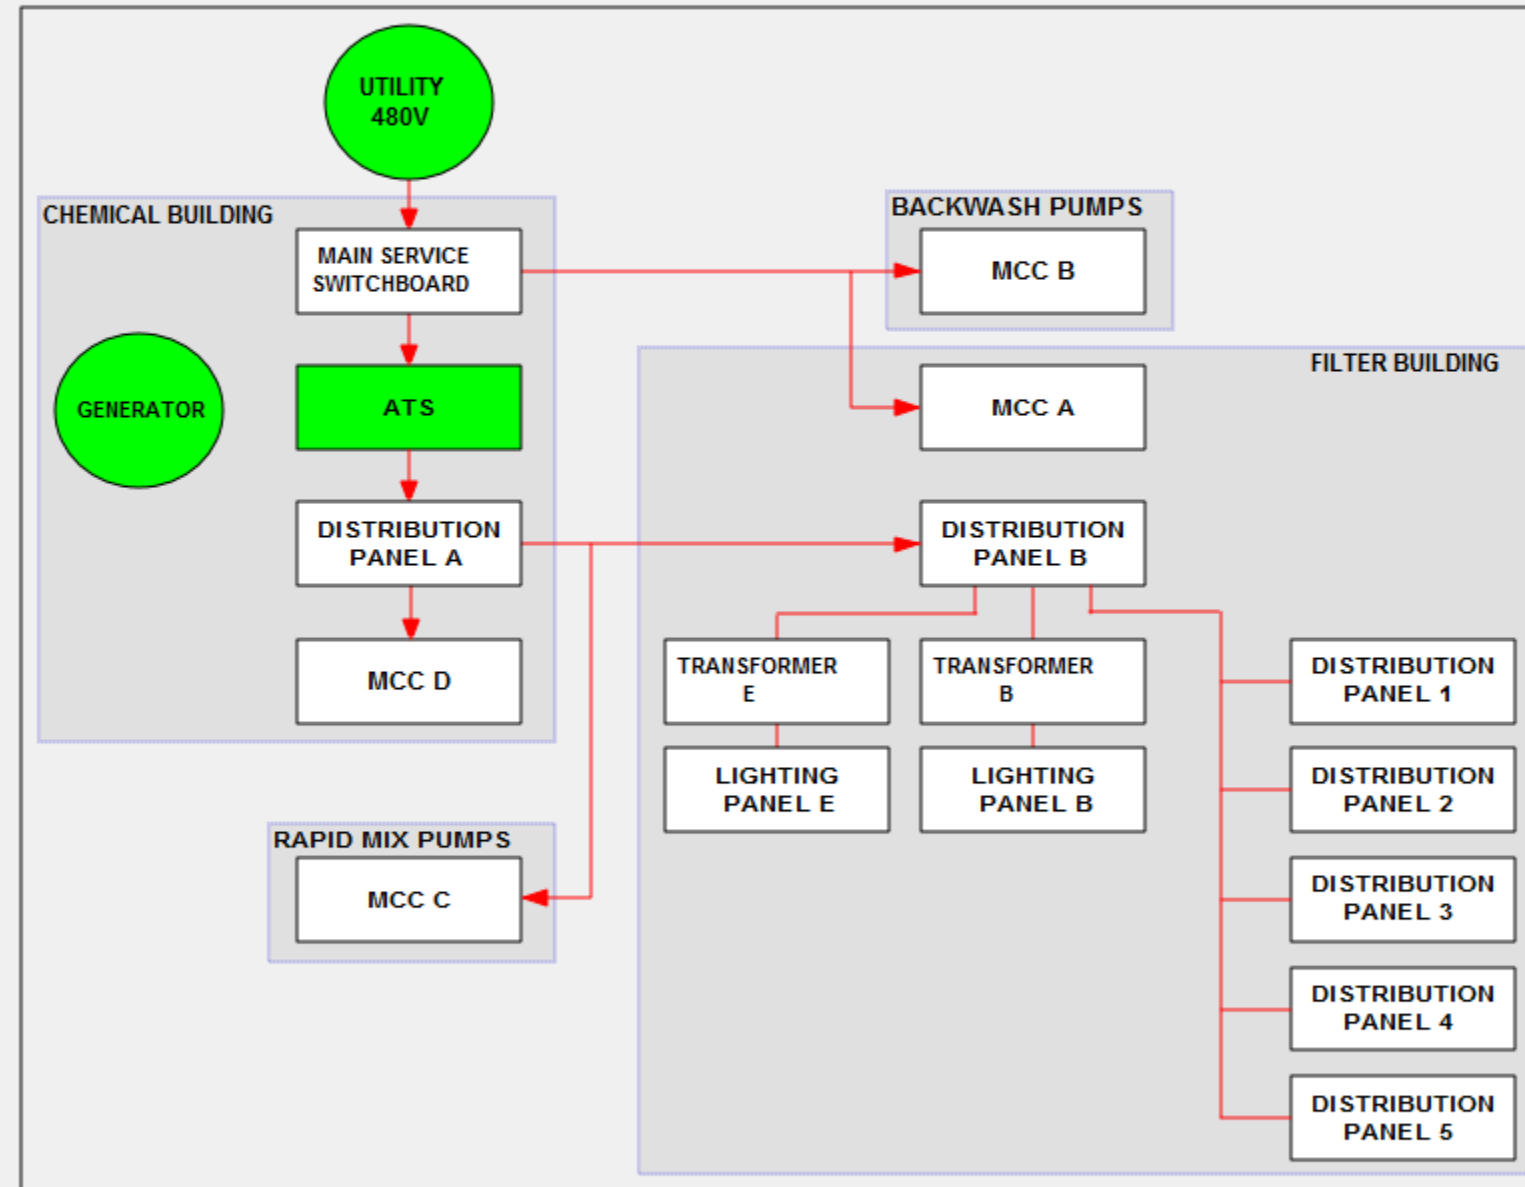 UTILITY
480V
CHEMICAL BUILDING
MAIN SERVICE
SWITCHBOARD
BACKWASH PUMPS
MCC B
FILTER BUILDING
GENERATOR
ATS
MCC A
DISTRIBUTION
PANEL A
DISTRIBUTION
PANEL B
MCC D
TRANSFORMER
E
TRANSFORMER
B
DISTRIBUTION
PANEL 1
LIGHTING
PANEL E
LIGHTING
PANEL B
DISTRIBUTION
PANEL 2
RAPID MIX PUMPS
MCC C
DISTRIBUTION
PANEL 3
DISTRIBUTION
PANEL 4
DISTRIBUTION
PANEL 5